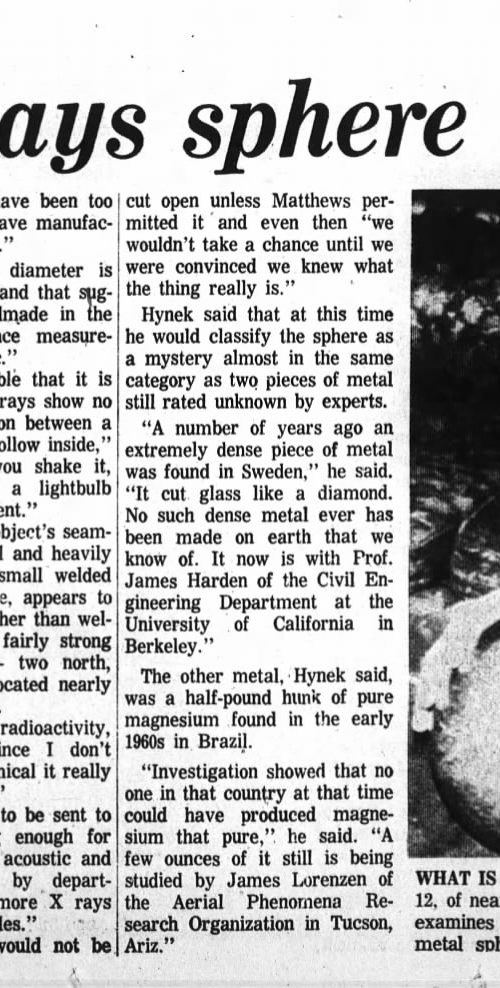 ays sphere
ave been too
ave manufac-
."
diameter is
and that sug-
dmade in the
nce measure-
e."
ble that it is
rays show no
on between a
ollow inside,"
you shake it,
a lightbulb
ent."
bject's seam-
l and heavily
small welded
e, appears to
her than wel-
fairly strong
- two north,
ocated nearly
radioactivity,
ince I don't
nical it really
"
to be sent to
enough for
acoustic and
by depart-
more X rays
les."
would not be
cut open unless Matthews per-
mitted it and even then "we
wouldn't take a chance until we
were convinced we knew what
the thing really is."
Hynek said that at this time
he would classify the sphere as
a mystery almost in the same
category as two pieces of metal
still rated unknown by experts.
"A number of years ago an
extremely dense piece of metal
was found in Sweden," he said.
"It cut glass like a diamond.
No such dense metal ever has
been made on earth that we
know of. It now is with Prof.
James Harden of the Civil En-
gineering Department at the
University of California in
Berkeley."
The other metal, Hynek said,
was a half-pound hunk of pure
magnesium found in the early
1960s in Brazil.
"Investigation showed that no
one in that country at that time
could have produced magne-
sium that pure," he said. "A
few ounces of it still is being
studied by James Lorenzen of
the Aerial Phenomena Re-
search Organization in Tucson,
Ariz."
WHAT IS
12, of nea
examines
metal sph